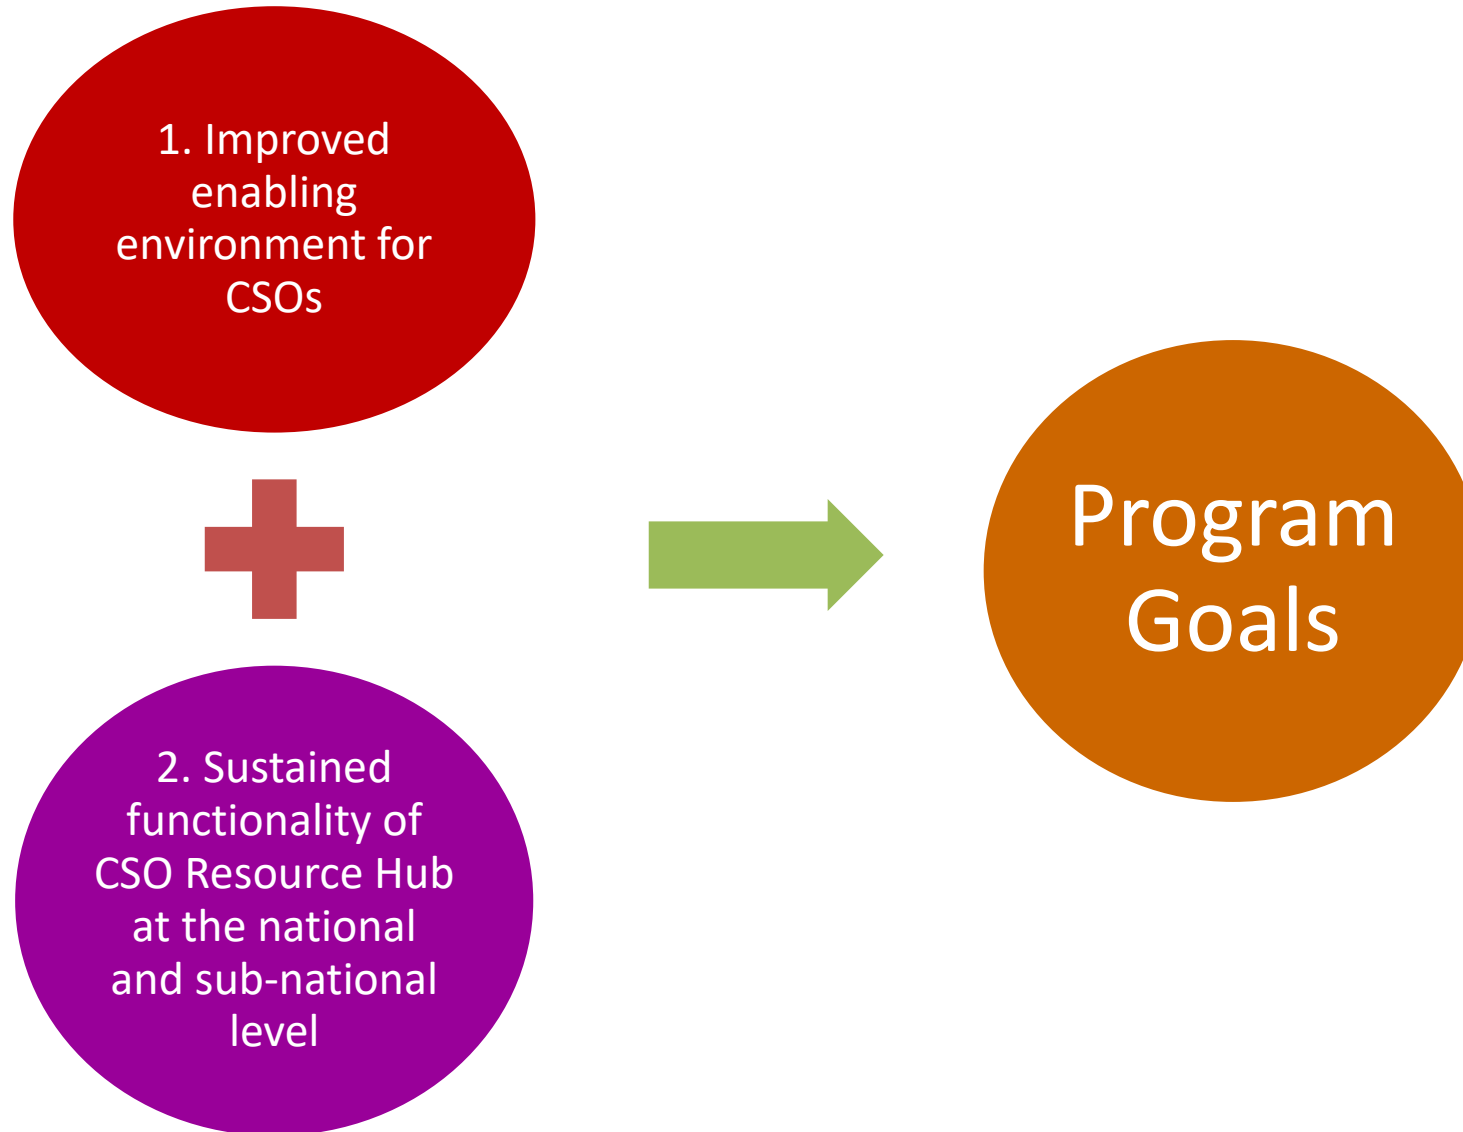 1. Improved
enabling
environment for
CSOs
2. Sustained
functionality of
CSO Resource Hub
at the national
and sub-national
level
Program
Goals